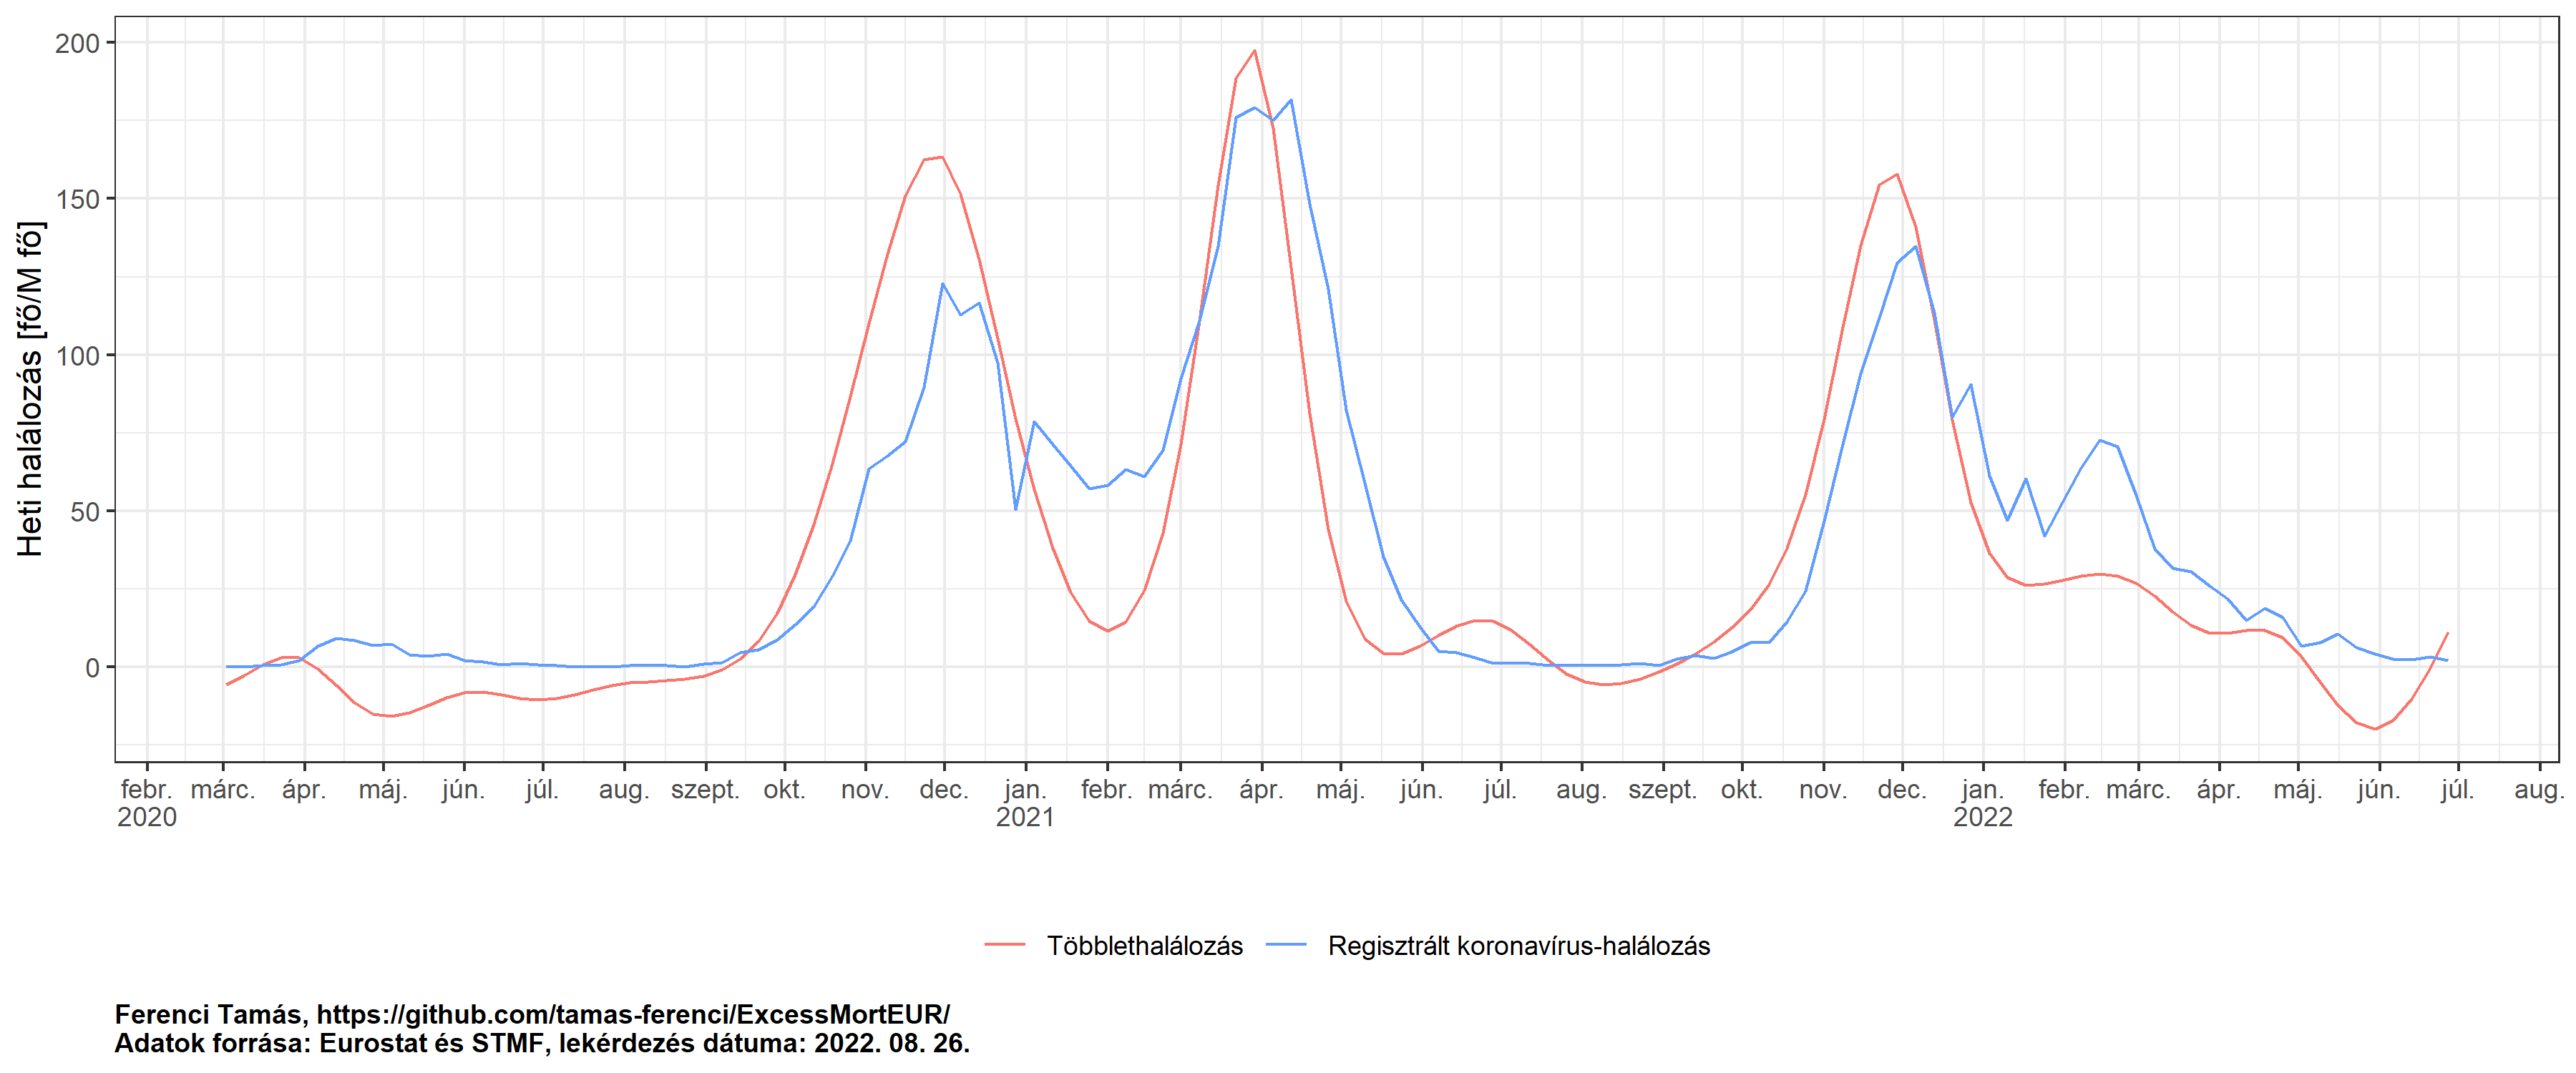 Heti halálozás [fő/M fő]
200
150
100
50
0
febr. márc. ápr. máj. jún. júl. aug. szept. okt. nov. dec. jan. febr. márc. ápr. máj. jún. júl. aug. szept. okt. nov. dec. jan. febr. márc. ápr. máj. jún. júl. aug.
2020 2021 2022
Többlethalálozás Regisztrált koronavírus-halálozás
Ferenci Tamás, https://github.com/tamas-ferenci/ExcessMortEUR/
Adatok forrása: Eurostat és STMF, lekérdezés dátuma: 2022. 08. 26.